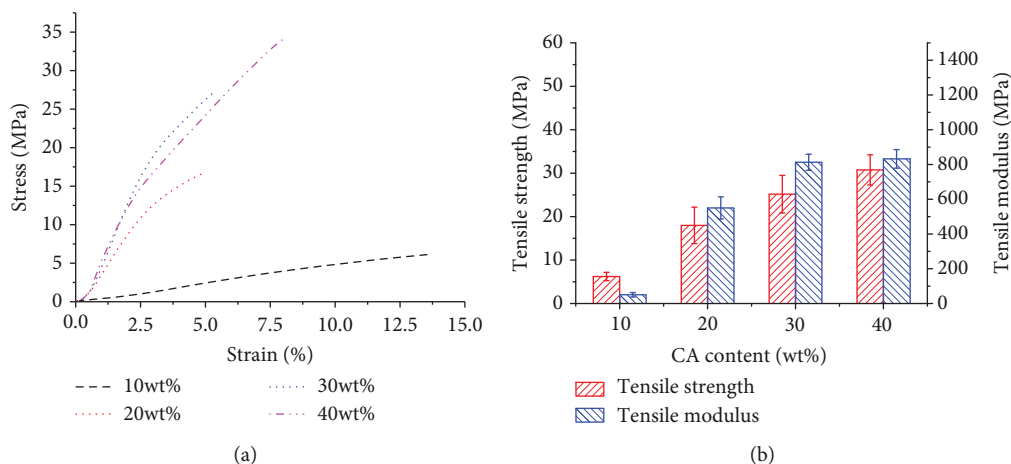 Stress (MPa)
35
30
25
20
15
10
5
0
0.0 2.5 5.0 7.5 10.0 12.5 15.0
Strain (%)
10wt% 30wt%
20wt% 40wt%
(a)
Tensile strength (MPa)
60
50
40
30
20
10
0
Tensile modulus (MPa)
1400
1200
1000
800
600
400
200
0
10 20 30 40
CA content (wt%)
Tensile strength
Tensile modulus
(b)